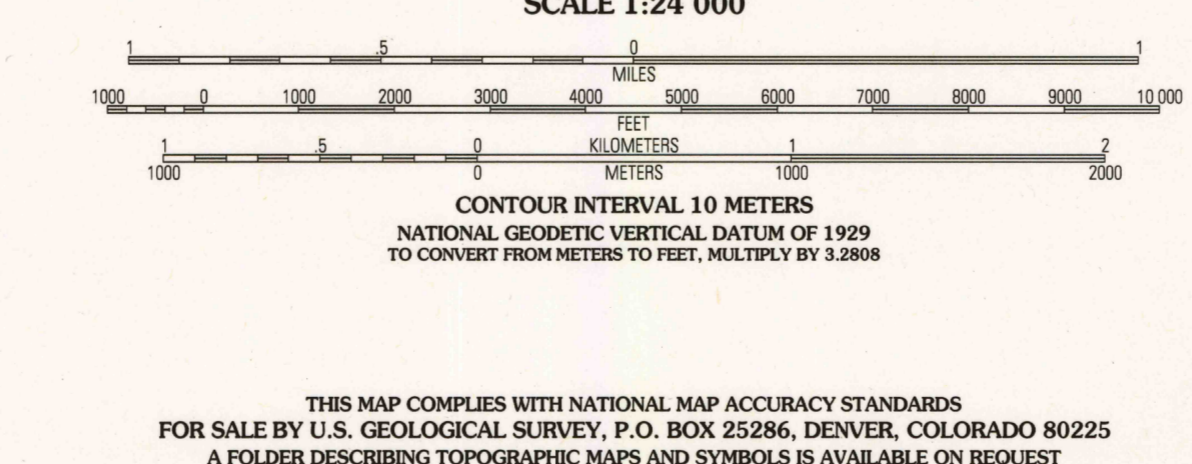 SCALE 1:24 000
1 .5 0 1
MILES
1000 0 1000 2000 3000 4000 5000 6000 7000 8000 9000 10 000
FEET
1 .5 0 KILOMETERS 1 2
1000 0 METERS 1000 2000
CONTOUR INTERVAL 10 METERS
NATIONAL GEODETIC VERTICAL DATUM OF 1929
TO CONVERT FROM METERS TO FEET, MULTIPLY BY 3.2808
THIS MAP COMPLIES WITH NATIONAL MAP ACCURACY STANDARDS
FOR SALE BY U.S. GEOLOGICAL SURVEY, P.O. BOX 25286, DENVER, COLORADO 80225
A FOLDER DESCRIBING TOPOGRAPHIC MAPS AND SYMBOLS IS AVAILABLE ON REQUEST